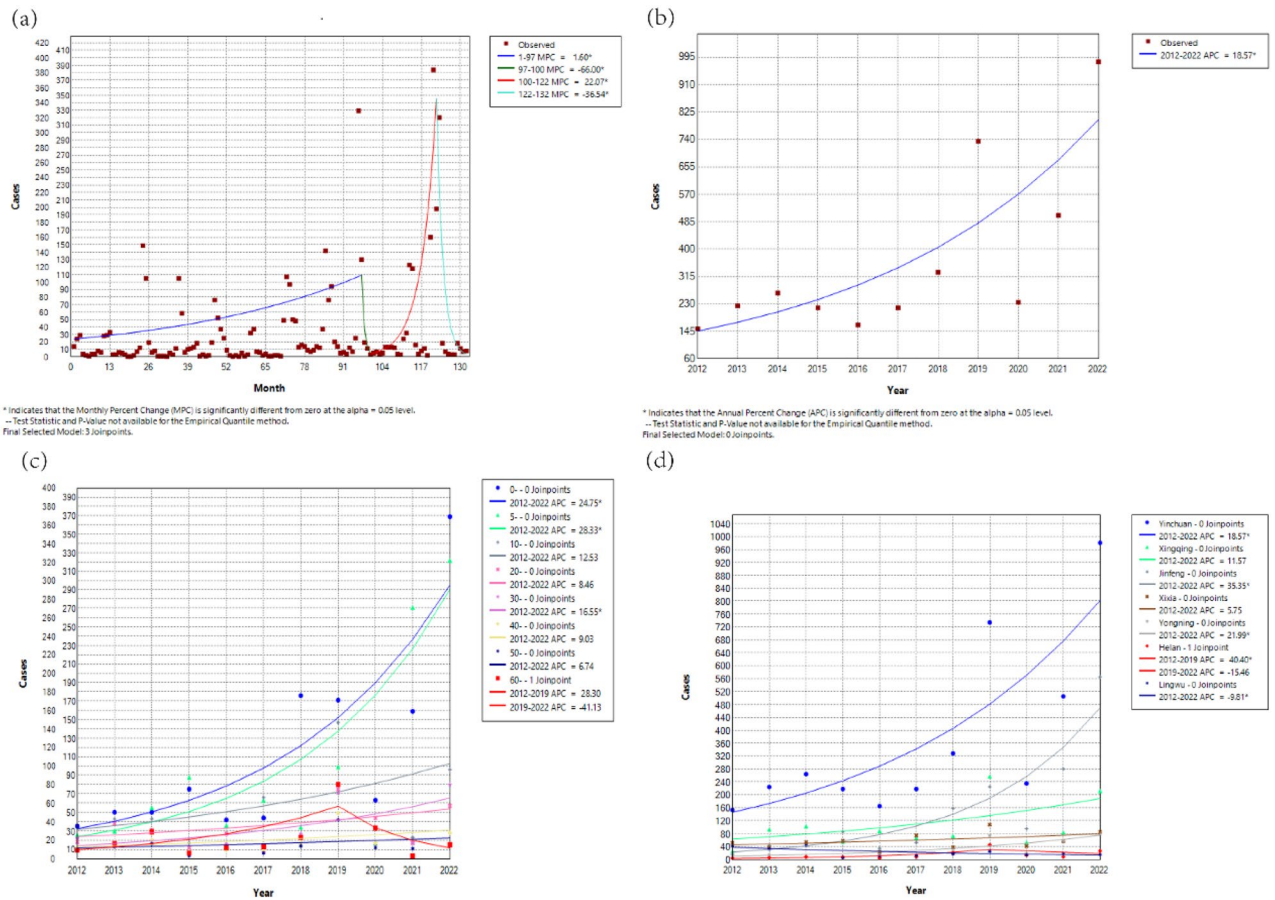 (a)
Cases
420
410
390
380
370
360
350
340
330
320
310
300
290
280
270
260
250
240
230
220
210
200
190
180
170
160
150
140
130
120
110
100
90
80
70
60
50
40
30
20
10
0
0 13 26 39 52 65 78 91 104 117 130 133
Month
Observed
1-97 MPC = 1.60*
97-100 MPC = -66.00*
100-122 MPC = 22.07*
122-132 MPC = -36.54*
* Indicates that the Monthly Percent Change (MPC) is significantly different from zero at the alpha = 0.05 level.
-- Test Statistic and P-Value not available for the Empirical Quantile method.
Final Selected Model: 3 Joinpoints.
(b)
Cases
995
825
740
655
570
485
400
315
230
145
60
2012 2013 2014 2015 2016 2017 2018 2019 2020 2021 2022
Year
Observed
2012-2022 APC = 18.57*
* Indicates that the Annual Percent Change (APC) is significantly different from zero at the alpha = 0.05 level.
-- Test Statistic and P-Value not available for the Empirical Quantile method.
Final Selected Model: 0 Joinpoints.
(c)
Cases
400
390
370
360
350
340
330
320
310
300
290
280
270
260
250
240
230
220
210
200
190
180
170
160
150
140
130
120
110
100
90
80
70
60
50
40
30
20
10
0
2012 2013 2014 2015 2016 2017 2018 2019 2020 2021 2022
Year
0- - 0 Joinpoints
2012-2022 APC = 24.75*
5- - 0 Joinpoints
2012-2022 APC = 28.33*
10- - 0 Joinpoints
2012-2022 APC = 12.53
20- - 0 Joinpoints
2012-2022 APC = 8.46
30- - 0 Joinpoints
2012-2022 APC = 16.55*
40- - 0 Joinpoints
2012-2022 APC = 9.03
50- - 0 Joinpoints
2012-2022 APC = 6.74
60- - 1 Joinpoint
2012-2019 APC = 28.30
2019-2022 APC = -41.13
(d)
Cases
1040
1000
960
920
880
840
800
760
720
680
640
600
560
520
480
440
400
360
320
280
240
200
160
120
80
40
0
2012 2013 2014 2015 2016 2017 2018 2019 2020 2021 2022
Year
Yinchuan - 0 Joinpoints
2012-2022 APC = 18.57*
Xingqing - 0 Joinpoints
2012-2022 APC = 11.57
Jinfeng - 0 Joinpoints
2012-2022 APC = 35.35*
Xixia - 0 Joinpoints
2012-2022 APC = 5.75
Yongning - 0 Joinpoints
2012-2022 APC = 21.99*
Helan - 1 Joinpoint
2012-2019 APC = 40.40*
2019-2022 APC = -15.46
Lingwu - 0 Joinpoints
2012-2022 APC = -9.81*